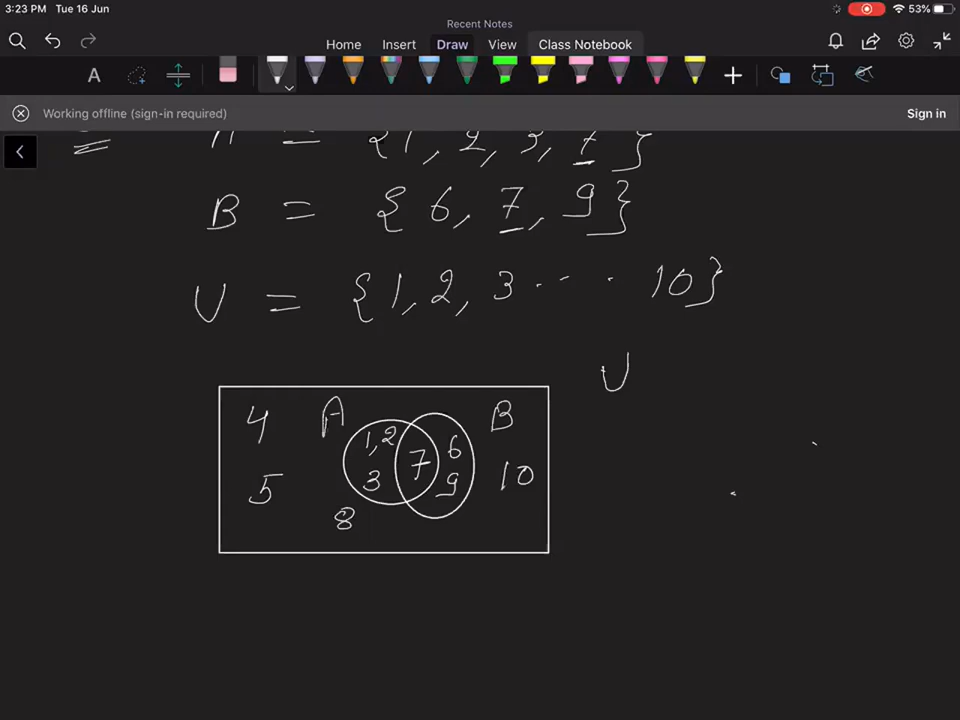 3:23 PM Tue 16 Jun 53%
Recent Notes
Home Insert Draw View Class Notebook
A
Working offline (sign-in required) Sign in
= {1, 2, 3, 7}
B = {6, 7, 9}
U = {1, 2, 3 . . . 10}
U
4 A B
1, 2 6
7
5 3 9 10
8